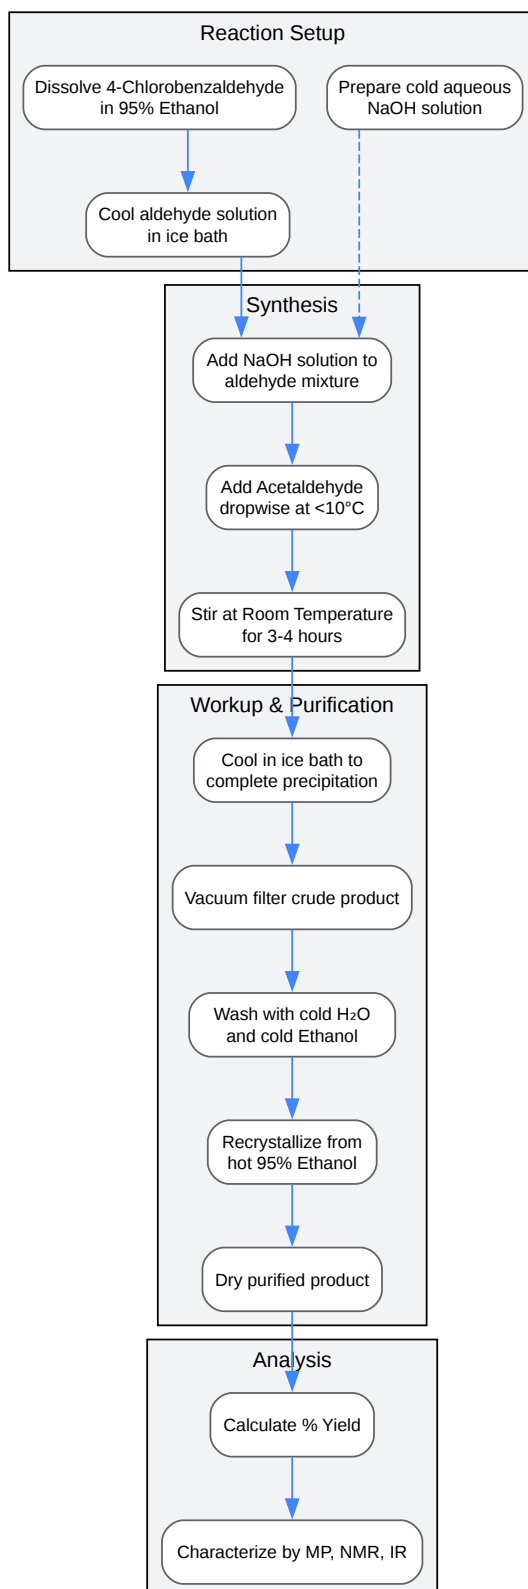 Reaction Setup
Dissolve 4-Chlorobenzaldehyde
in 95% Ethanol
Prepare cold aqueous
NaOH solution
Cool aldehyde solution
in ice bath
Synthesis
Add NaOH solution to
aldehyde mixture
Add Acetaldehyde
dropwise at <10°C
Stir at Room Temperature
for 3-4 hours
Workup & Purification
Cool in ice bath to
complete precipitation
Vacuum filter crude product
Wash with cold H₂O
and cold Ethanol
Recrystallize from
hot 95% Ethanol
Dry purified product
Analysis
Calculate % Yield
Characterize by MP, NMR, IR